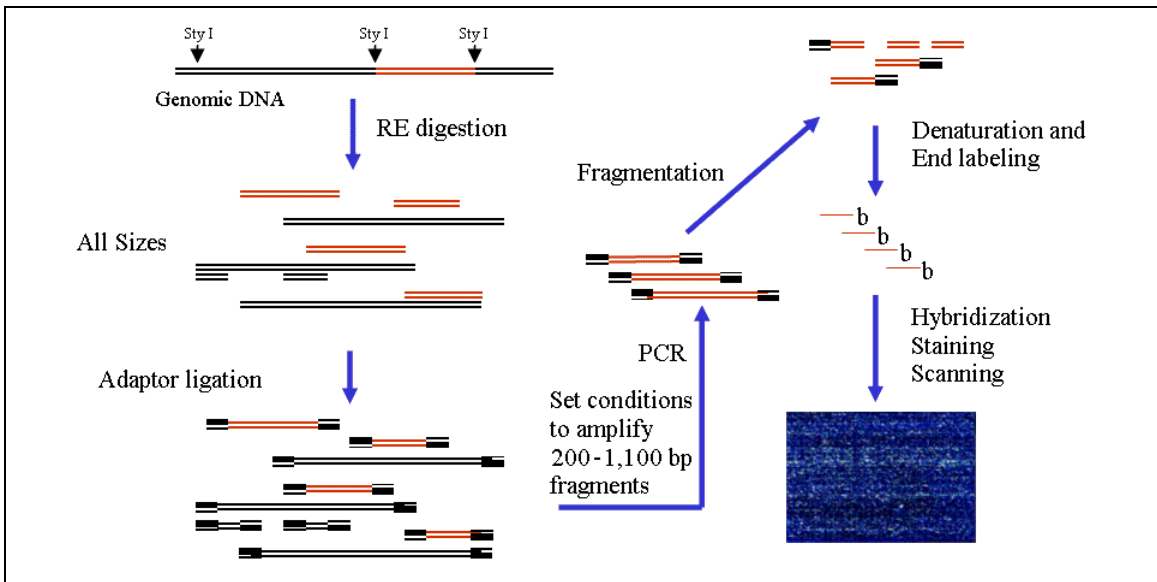 Sty I
Sty I
Sty I
Genomic DNA
RE digestion
All Sizes
Adaptor ligation
PCR
Set conditions
to amplify
200-1,100 bp
fragments
Fragmentation
Denaturation and
End labeling
b
b
b
b
Hybridization
Staining
Scanning